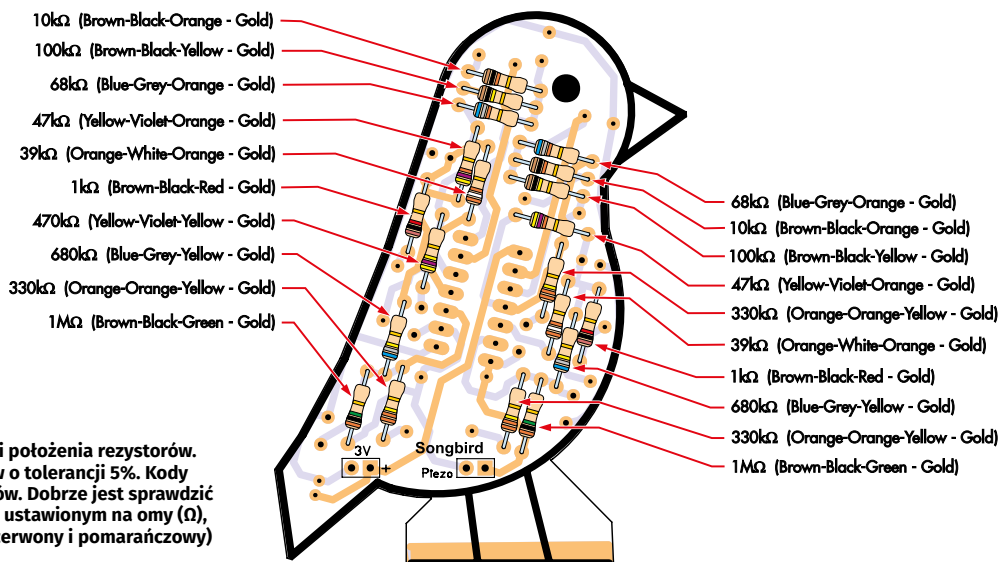 10kΩ (Brown-Black-Orange - Gold)
100kΩ (Brown-Black-Yellow - Gold)
68kΩ (Blue-Grey-Orange - Gold)
47kΩ (Yellow-Violet-Orange - Gold)
39kΩ (Orange-White-Orange - Gold)
1kΩ (Brown-Black-Red - Gold)
470kΩ (Yellow-Violet-Yellow - Gold)
680kΩ (Blue-Grey-Yellow - Gold)
330kΩ (Orange-Orange-Yellow - Gold)
1MΩ (Brown-Black-Green - Gold)
68kΩ (Blue-Grey-Orange - Gold)
10kΩ (Brown-Black-Orange - Gold)
100kΩ (Brown-Black-Yellow - Gold)
47kΩ (Yellow-Violet-Orange - Gold)
330kΩ (Orange-Orange-Yellow - Gold)
39kΩ (Orange-White-Orange - Gold)
1kΩ (Brown-Black-Red - Gold)
680kΩ (Blue-Grey-Yellow - Gold)
330kΩ (Orange-Orange-Yellow - Gold)
1MΩ (Brown-Black-Green - Gold)
3V
+
Songbird
Piezo
i położenia rezystorów.
o tolerancji 5%. Kody
Dobrze jest sprawdzić
ustawionym na omy (Ω),
i pomarańczowy)